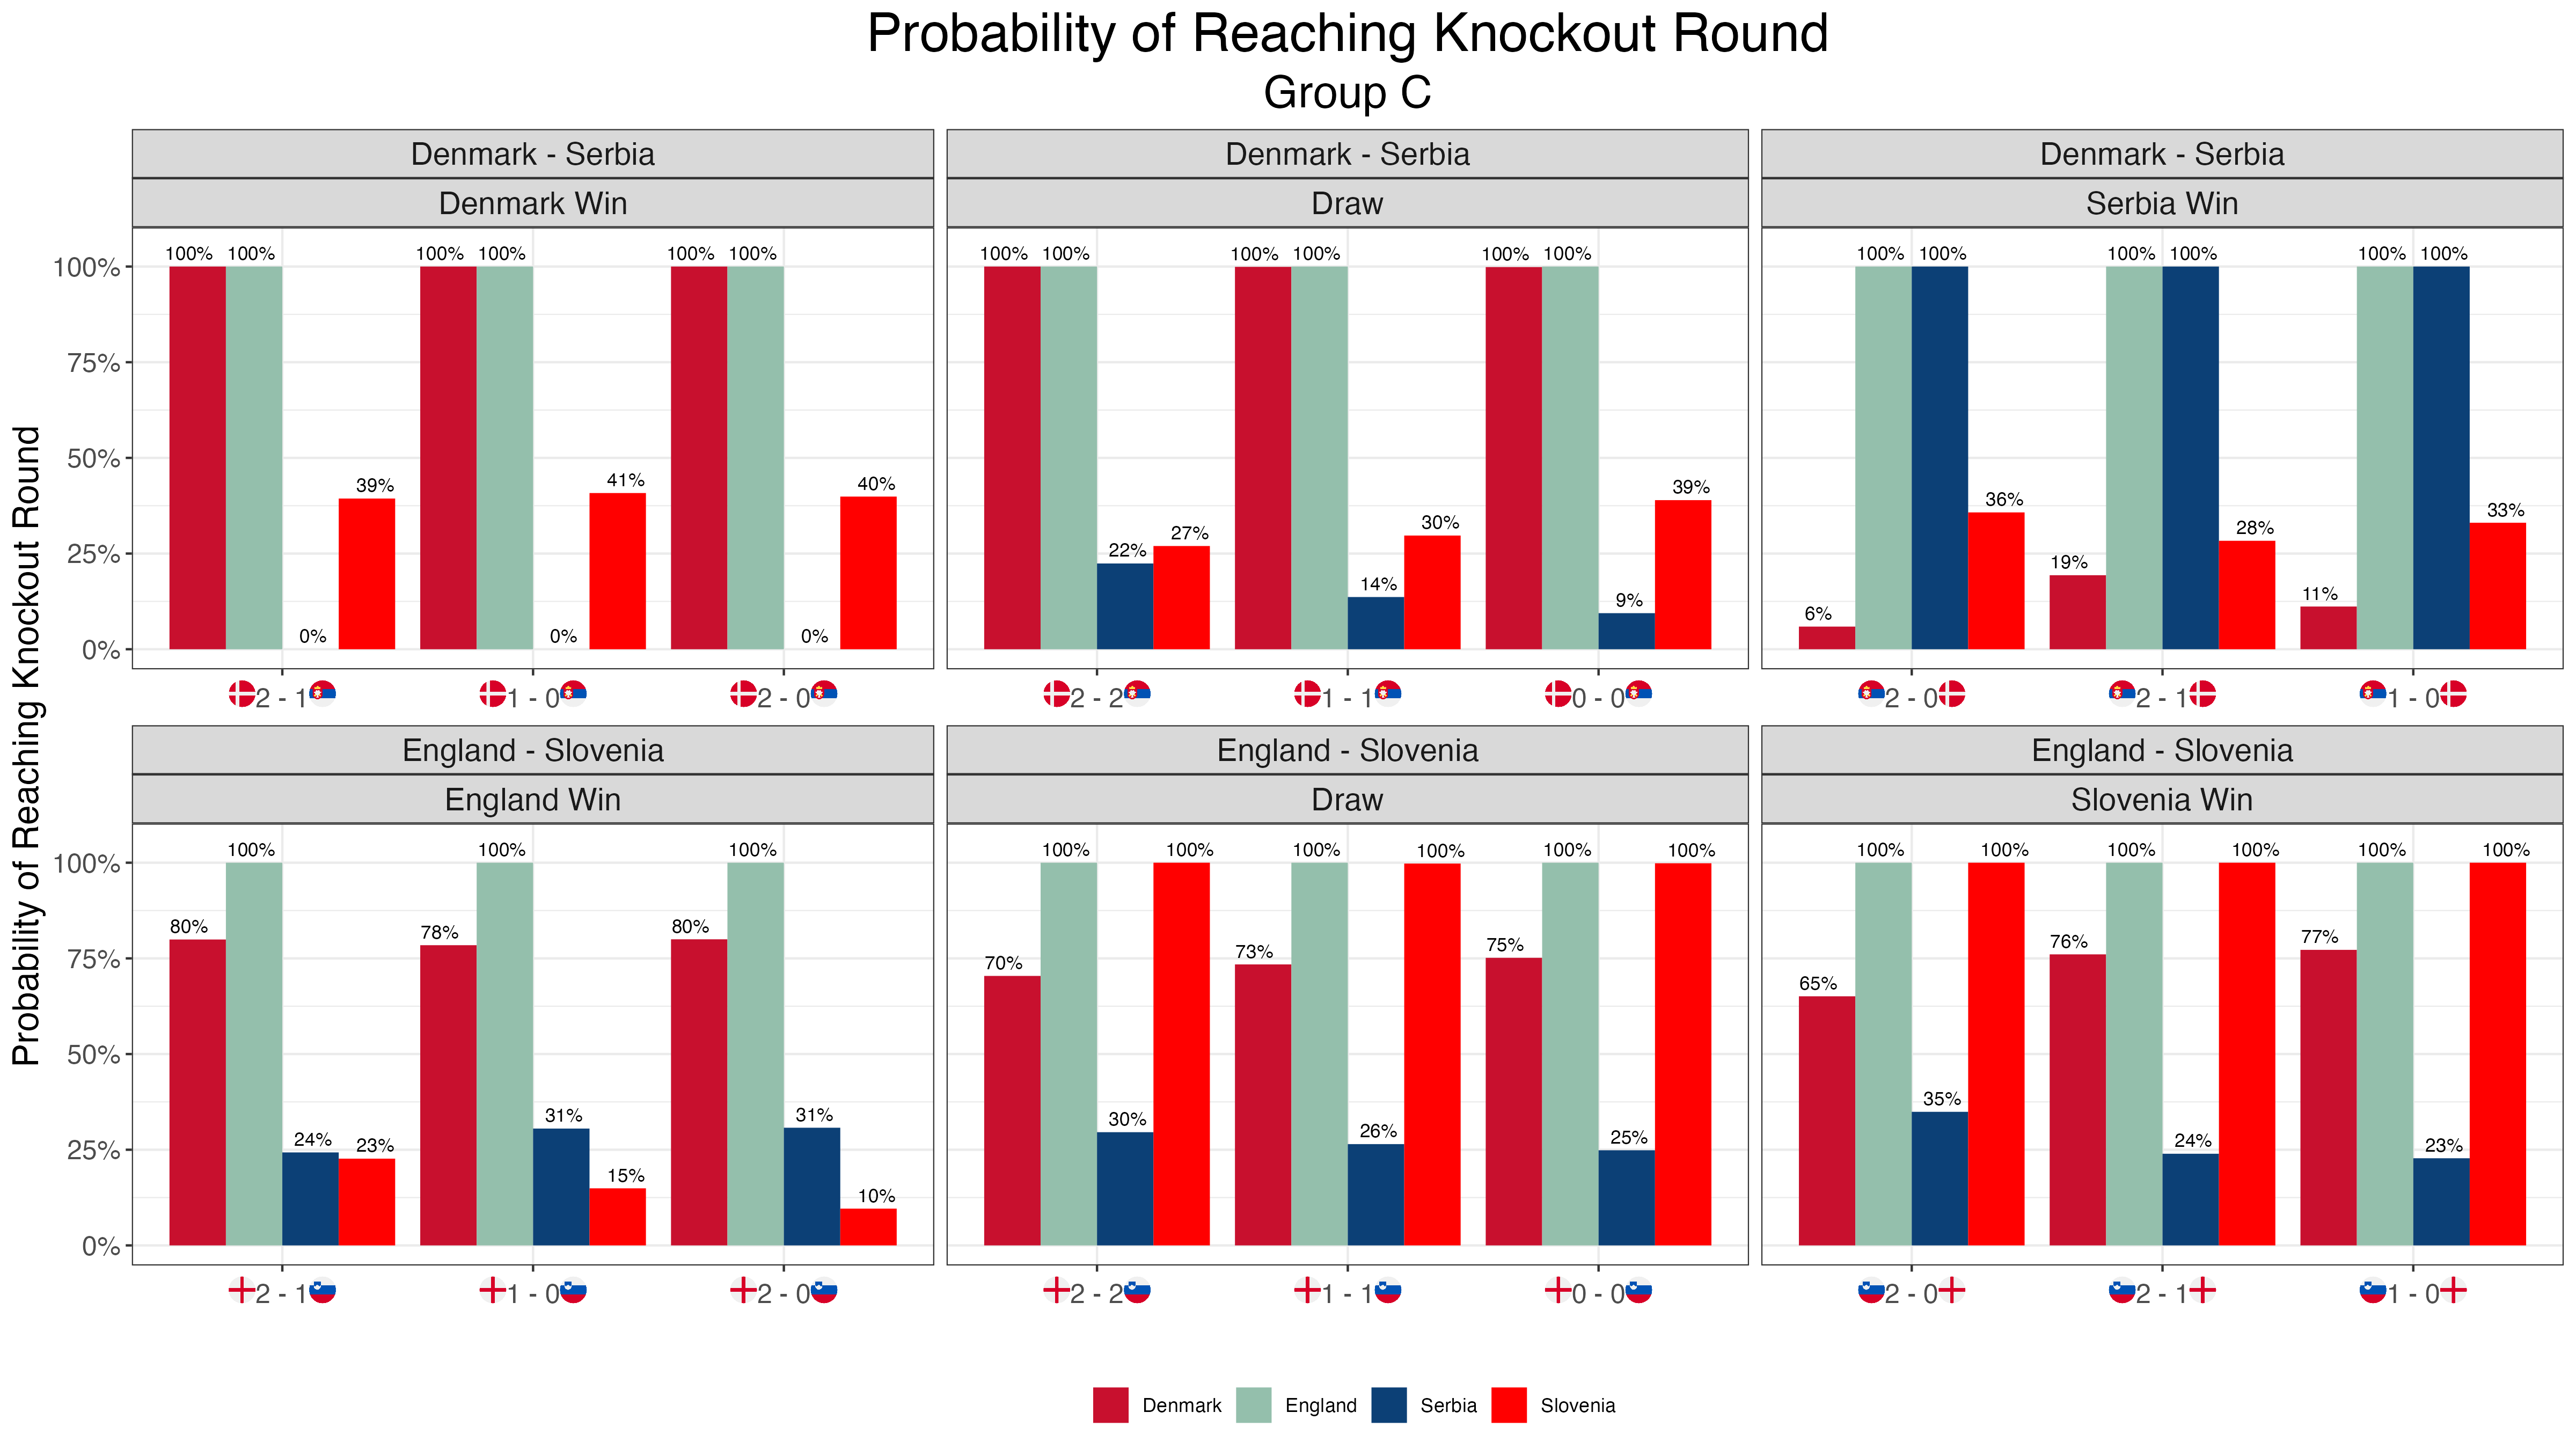 Probability of Reaching Knockout Round
Group C
Probability of Reaching Knockout Round
Denmark - Serbia
Denmark Win
100% 100% 0% 39%
100% 100% 0% 41%
100% 100% 0% 40%
100%
75%
50%
25%
0%
2 - 1
1 - 0
2 - 0
Denmark - Serbia
Draw
100% 100% 22% 27%
100% 100% 14% 30%
100% 100% 9% 39%
2 - 2
1 - 1
0 - 0
Denmark - Serbia
Serbia Win
6% 100% 100% 36%
19% 100% 100% 28%
11% 100% 100% 33%
2 - 0
2 - 1
1 - 0
England - Slovenia
England Win
80% 100% 24% 23%
78% 100% 31% 15%
80% 100% 31% 10%
100%
75%
50%
25%
0%
2 - 1
1 - 0
2 - 0
England - Slovenia
Draw
70% 100% 30% 100%
73% 100% 26% 100%
75% 100% 25% 100%
2 - 2
1 - 1
0 - 0
England - Slovenia
Slovenia Win
65% 100% 35% 100%
76% 100% 24% 100%
77% 100% 23% 100%
2 - 0
2 - 1
1 - 0
Denmark England Serbia Slovenia